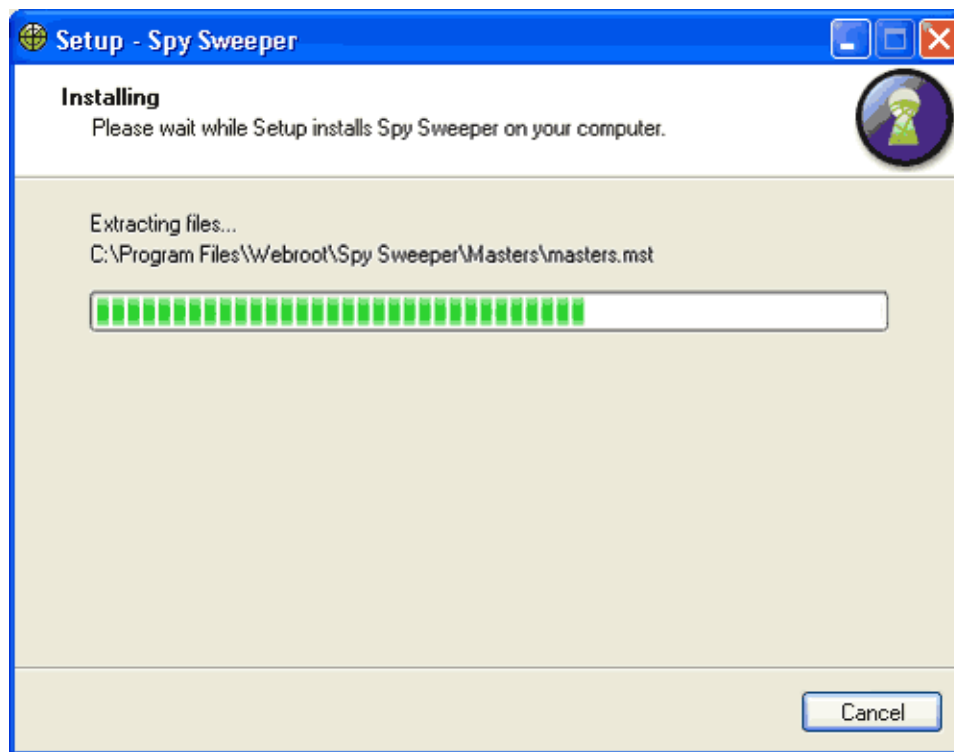 Setup - Spy Sweeper
Installing
Please wait while Setup installs Spy Sweeper on your computer.
Extracting files...
C:\Program Files\Webroot\Spy Sweeper\Masters\masters.mst
Cancel